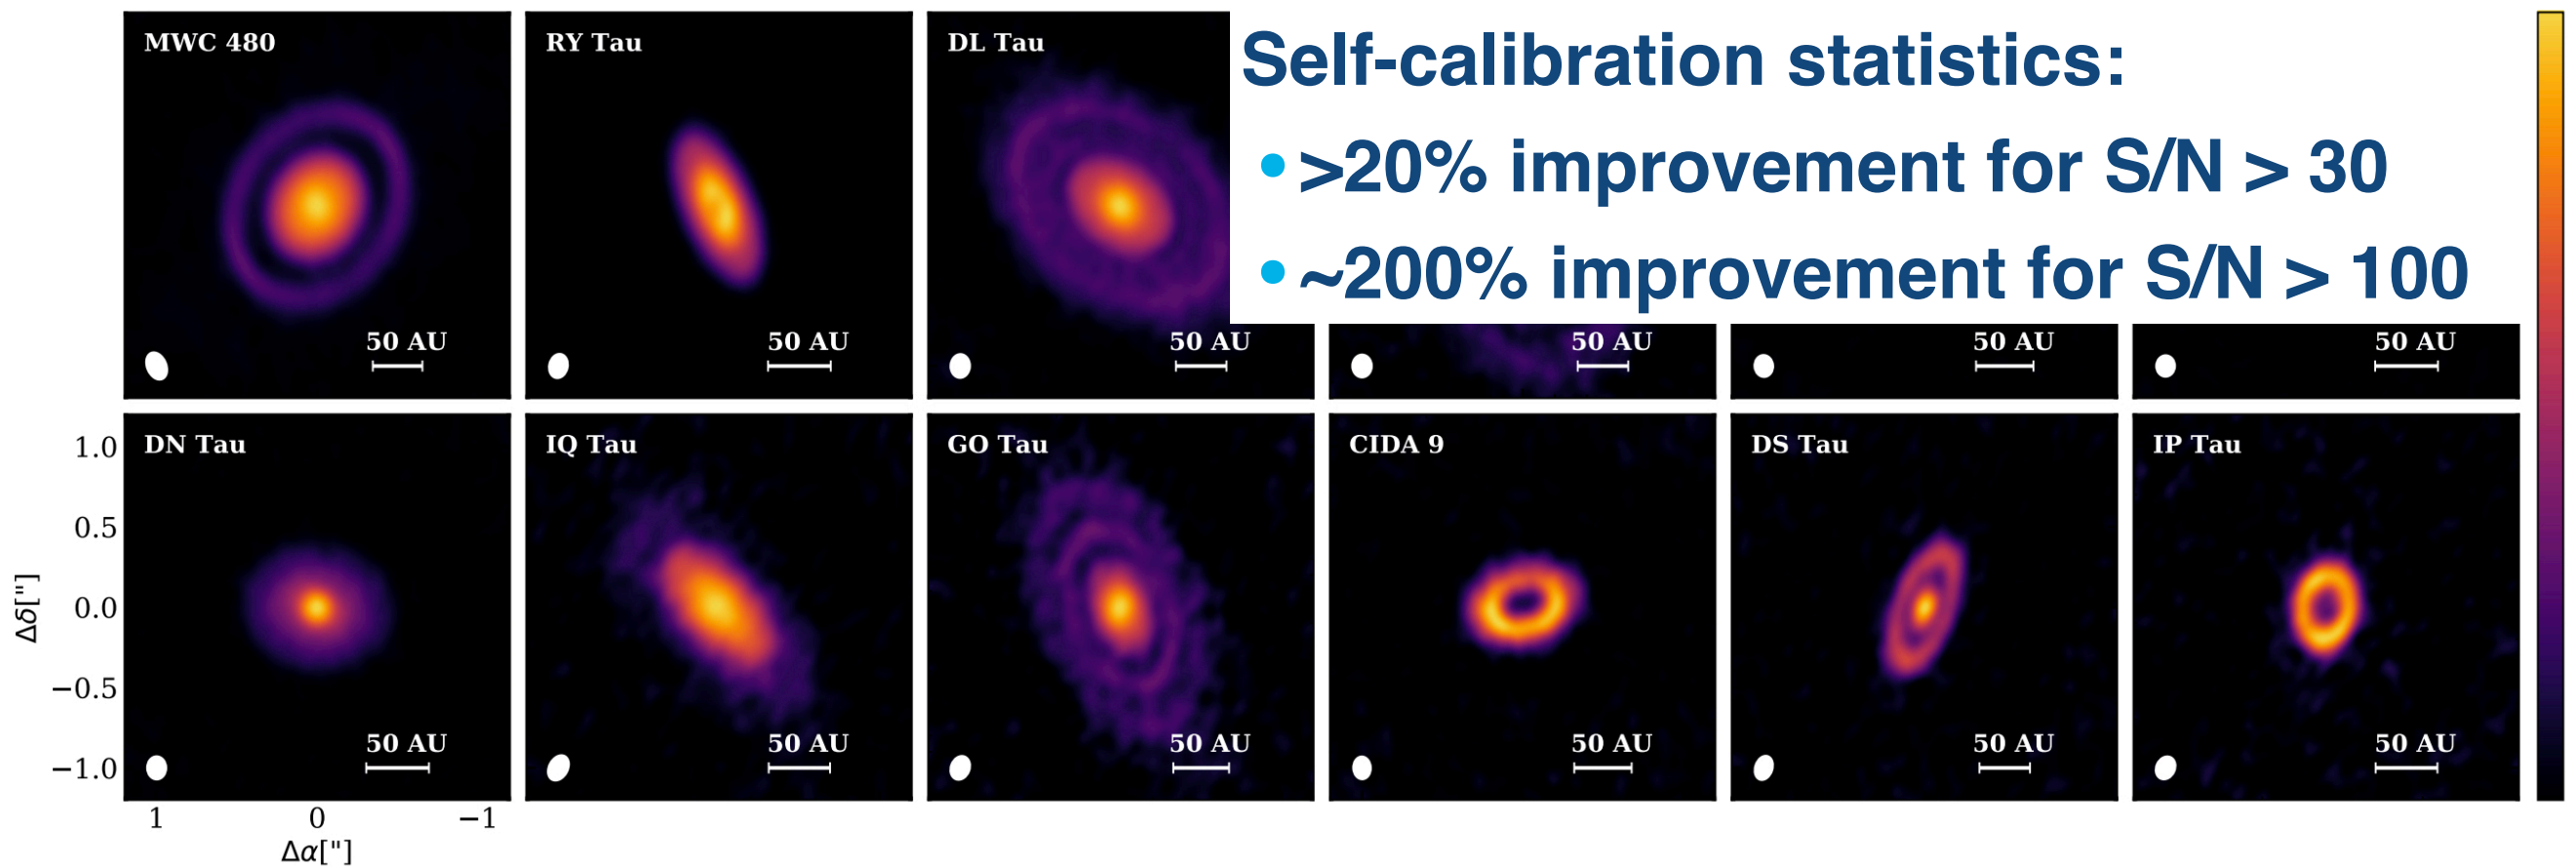 MWC 480
RY Tau
DL Tau
Self-calibration statistics:
• >20% improvement for S/N > 30
• ~200% improvement for S/N > 100
50 AU
50 AU
50 AU
50 AU
50 AU
50 AU
DN Tau
IQ Tau
GO Tau
CIDA 9
DS Tau
IP Tau
1.0
0.5
0.0
−0.5
−1.0
Δδ["]
50 AU
50 AU
50 AU
50 AU
50 AU
50 AU
1 0 −1
Δα["]